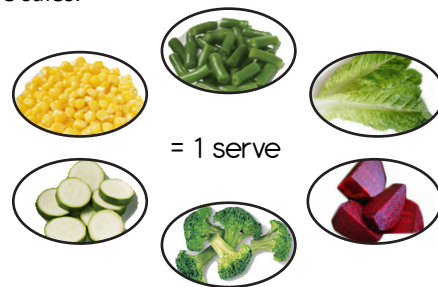 = 1 serve